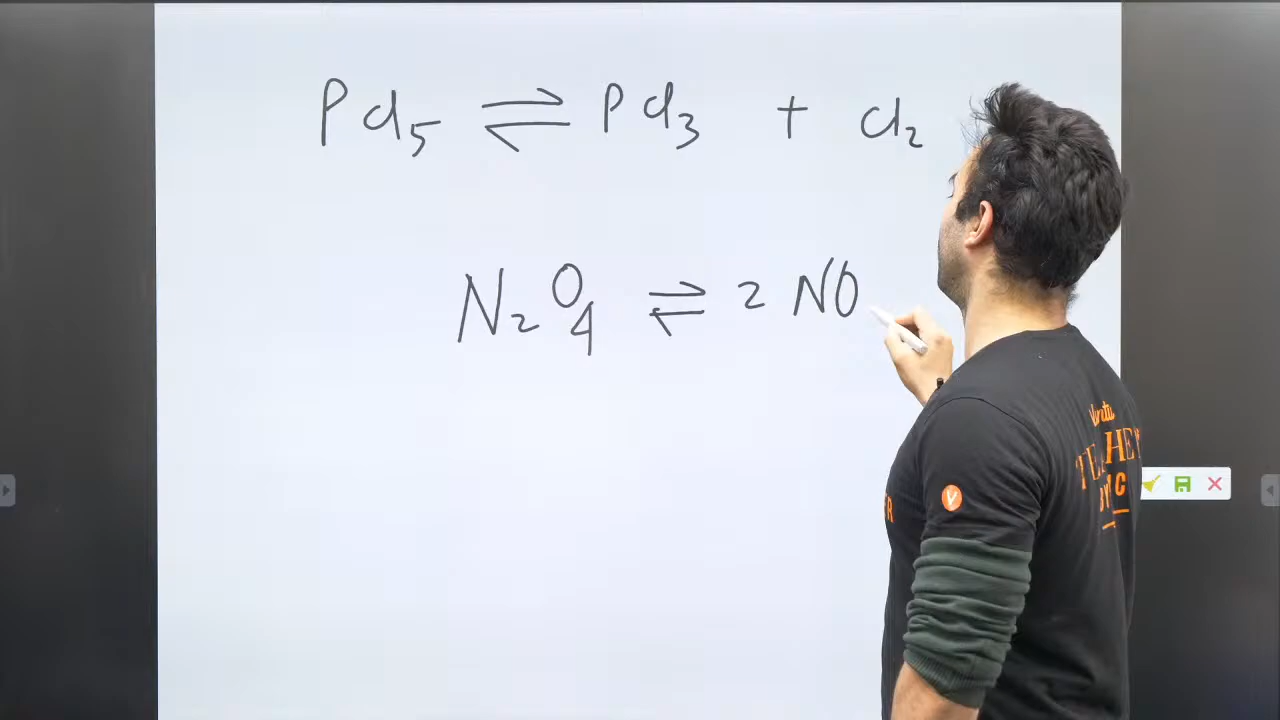 PCl₅ ⇌ PCl₃ + Cl₂
N₂O₄ ⇌ 2 NO
V